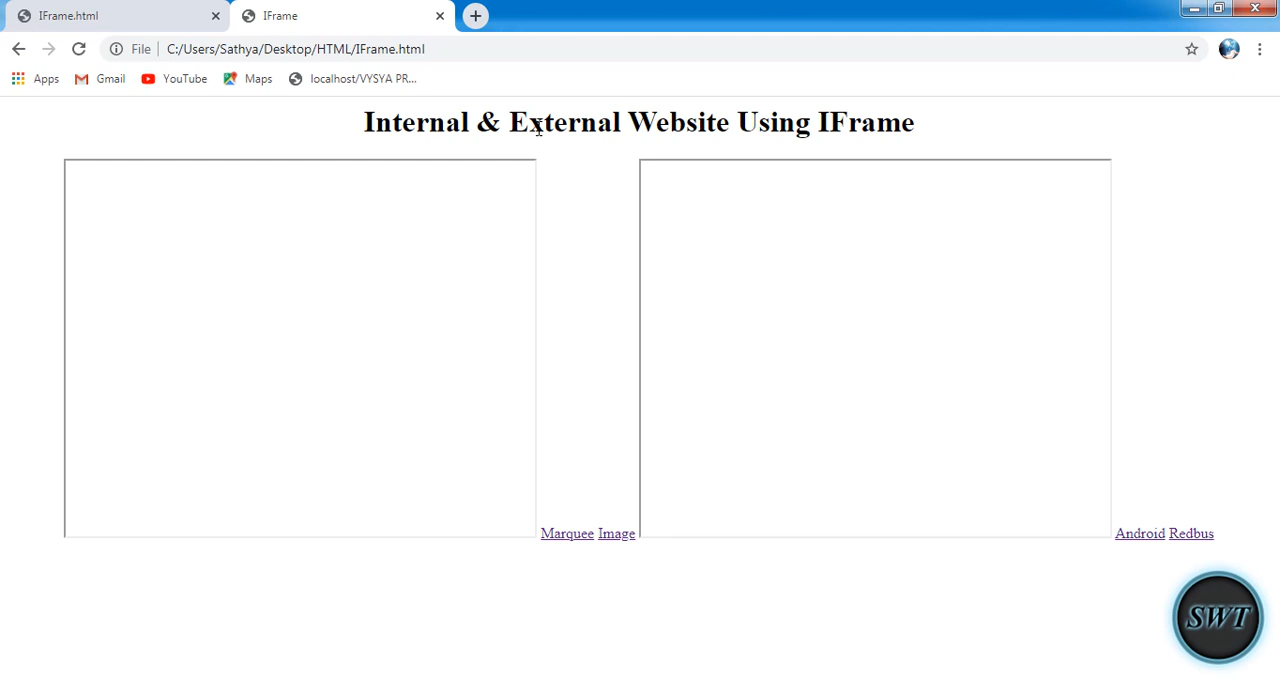 IFrame.html
IFrame
File
C:/Users/Sathya/Desktop/HTML/IFrame.html
Apps
Gmail
YouTube
Maps
localhost/VYSYA PR...
Internal & External Website Using IFrame
Marquee Image
Android Redbus
SWT